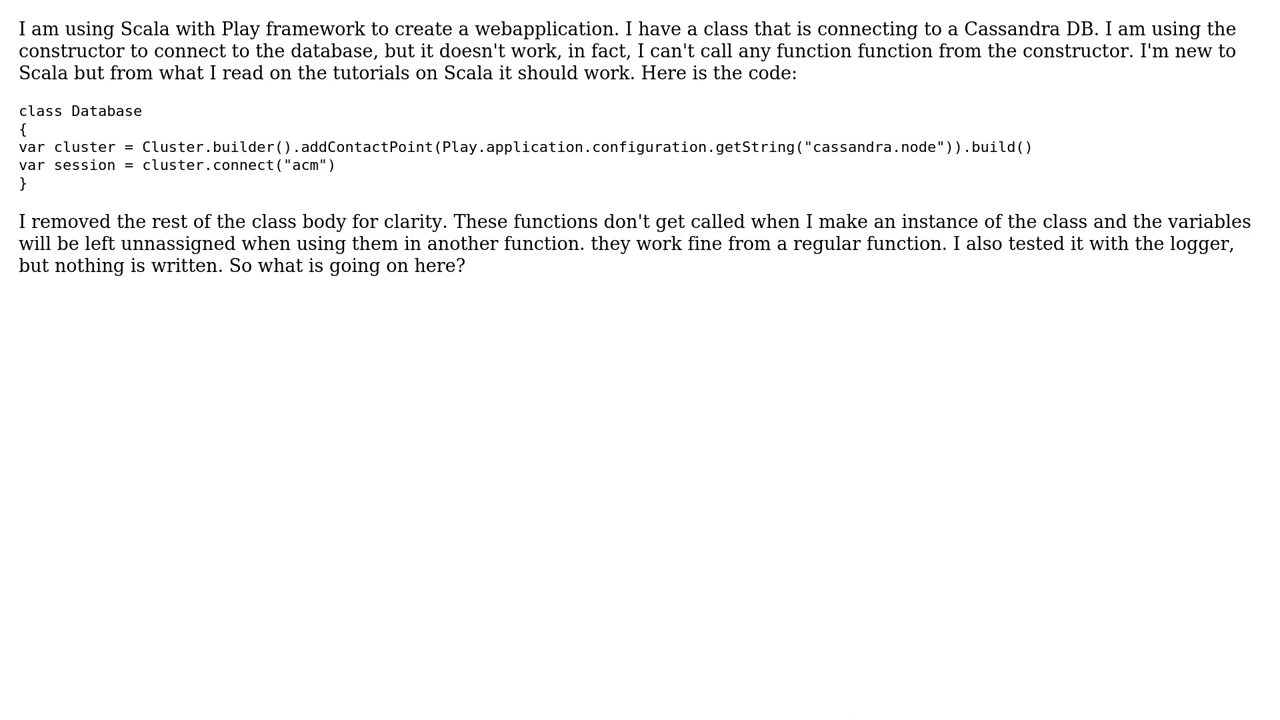 I am using Scala with Play framework to create a webapplication. I have a class that is connecting to a Cassandra DB. I am using the
constructor to connect to the database, but it doesn't work, in fact, I can't call any function function from the constructor. I'm new to
Scala but from what I read on the tutorials on Scala it should work. Here is the code:
class Database
{
var cluster = Cluster.builder().addContactPoint(Play.application.configuration.getString("cassandra.node")).build()
var session = cluster.connect("acm")
}
I removed the rest of the class body for clarity. These functions don't get called when I make an instance of the class and the variables
will be left unnassigned when using them in another function. they work fine from a regular function. I also tested it with the logger,
but nothing is written. So what is going on here?